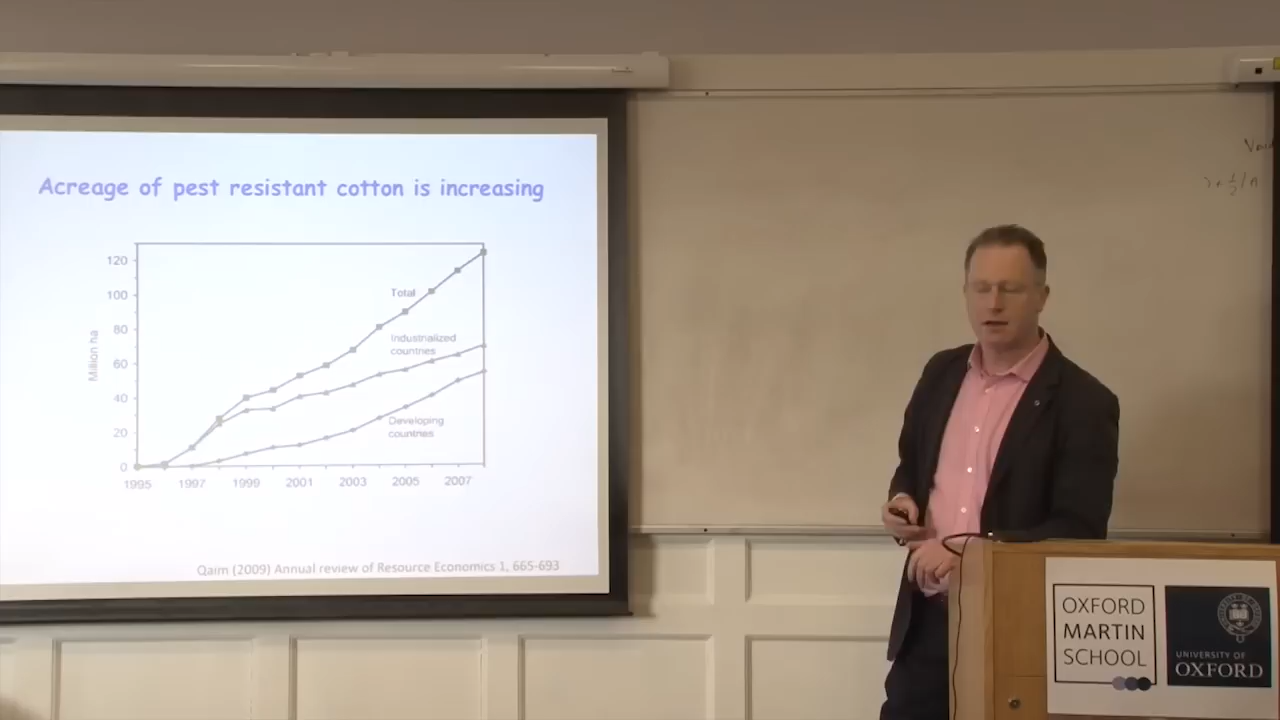 Acreage of pest resistant cotton is increasing
120
100
80
60
40
20
0
Million ha
Total
Industrialized
countries
Developing
countries
1995
1997
1999
2001
2003
2005
2007
Qaim (2009) Annual review of Resource Economics 1, 665-693
OXFORD
MARTIN
SCHOOL
UNIVERSITY OF
OXFORD